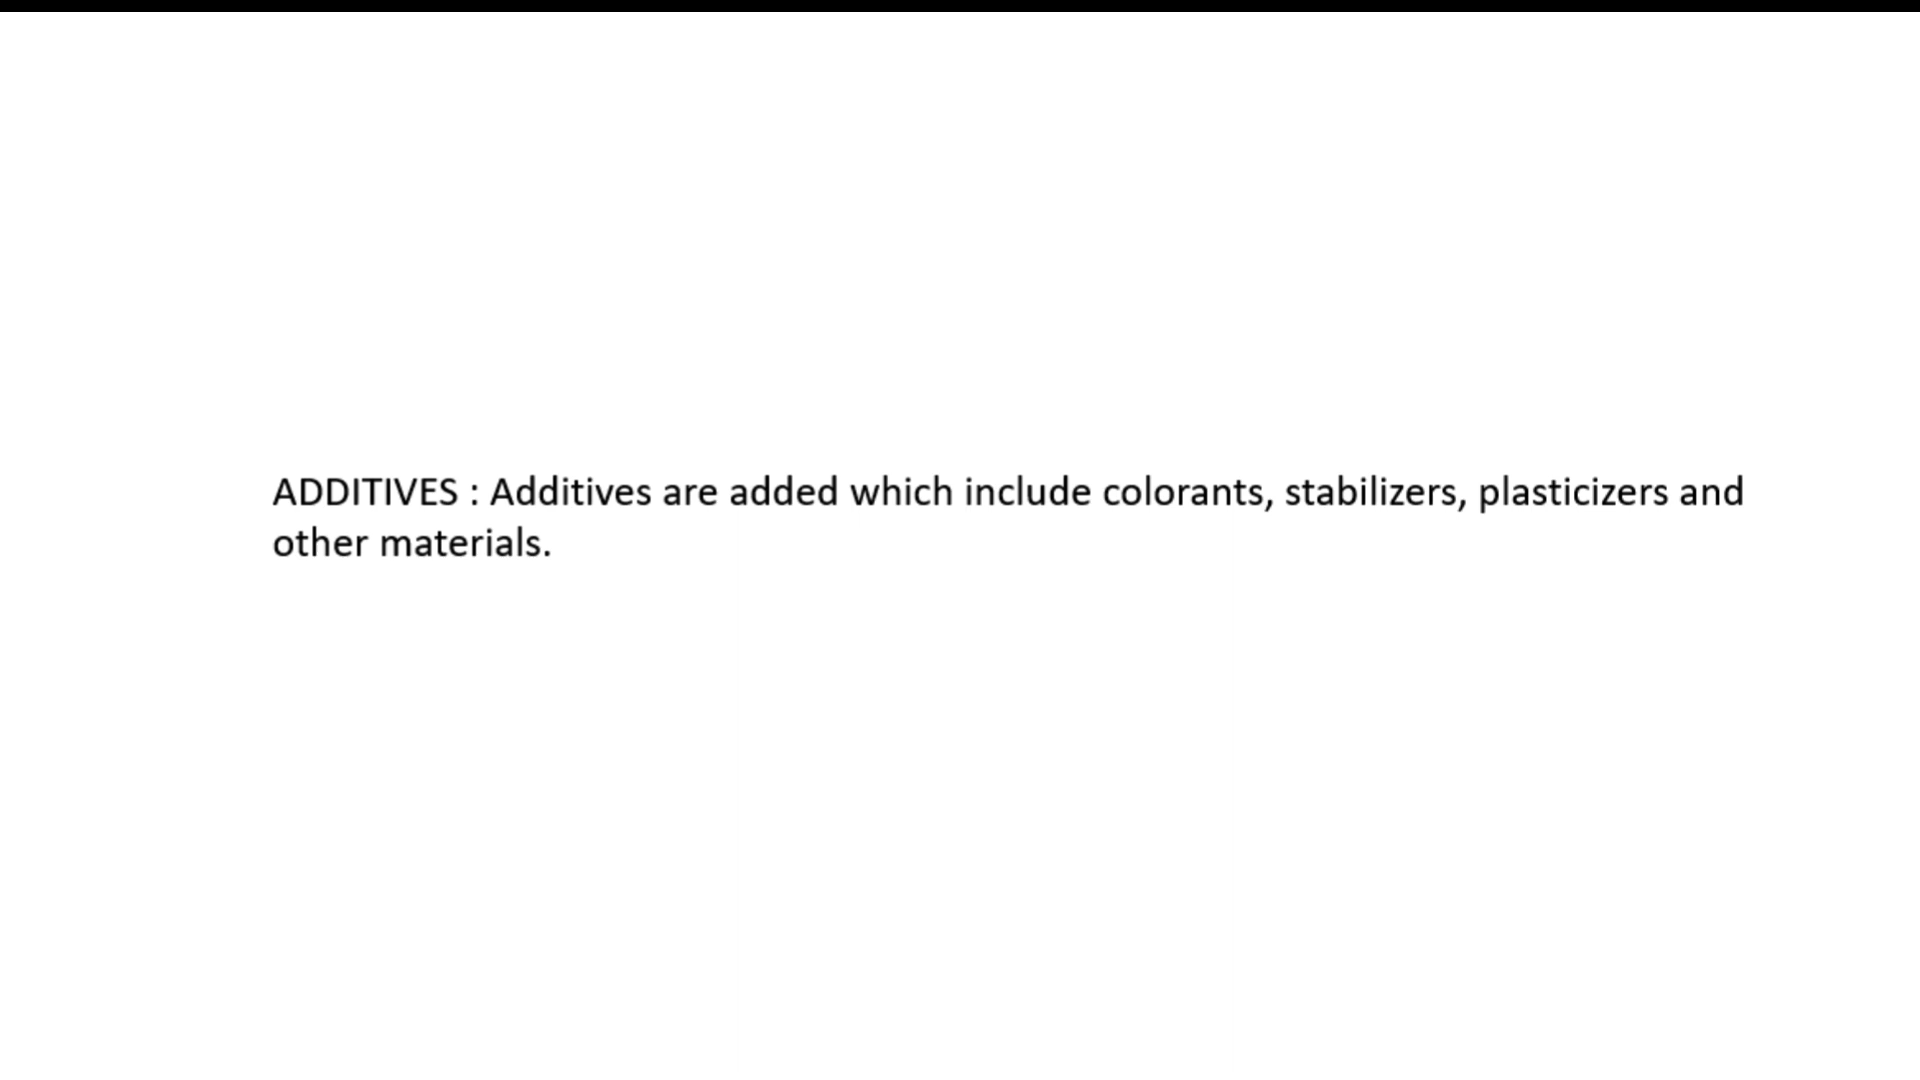 ADDITIVES : Additives are added which include colorants, stabilizers, plasticizers and
other materials.